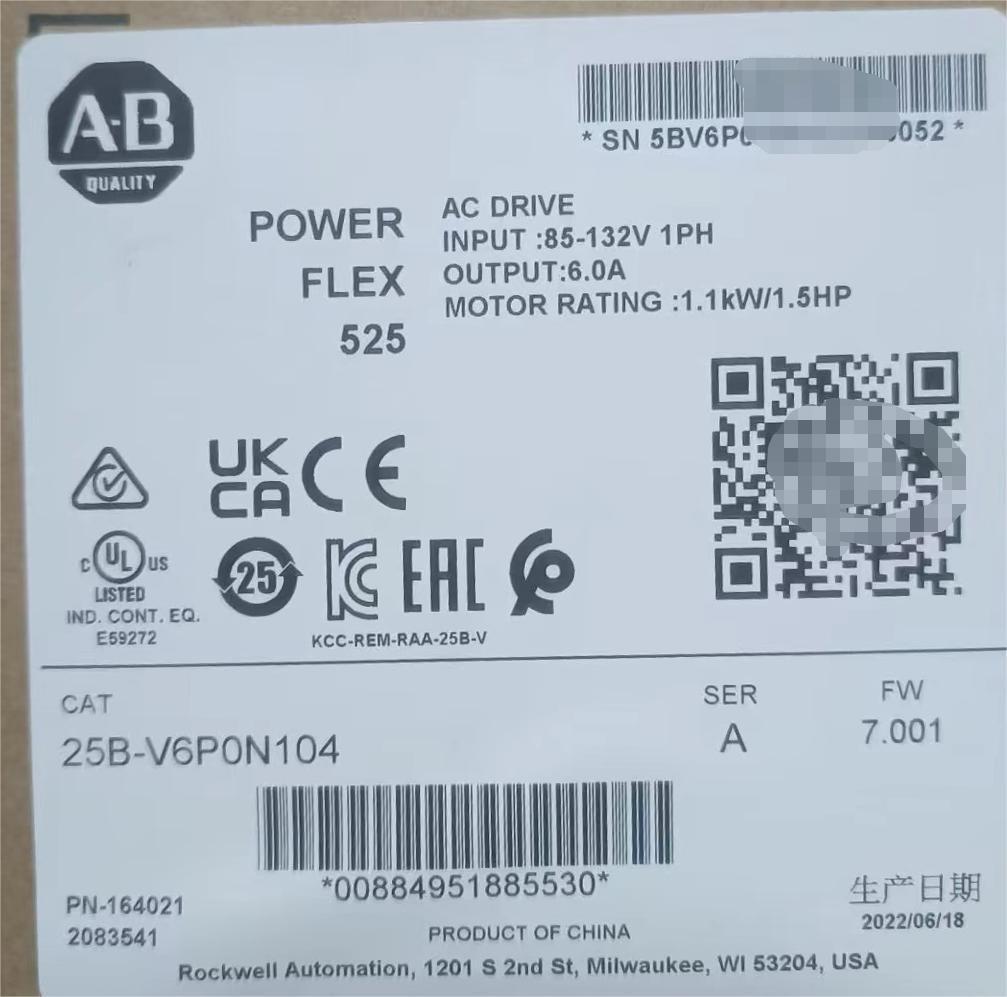 A-B
QUALITY
* SN 5BV6P 052 *
POWER
FLEX
525
AC DRIVE
INPUT :85-132V 1PH
OUTPUT:6.0A
MOTOR RATING :1.1kW/1.5HP
UK
CA
CE
C UL US
LISTED
IND. CONT. EQ.
E59272
25
KC
EAC
KCC-REM-RAA-25B-V
CAT
25B-V6P0N104
SER
A
FW
7.001
*00884951885530*
PN-164021
2083541
生产日期
2022/06/18
PRODUCT OF CHINA
Rockwell Automation, 1201 S 2nd St, Milwaukee, WI 53204, USA